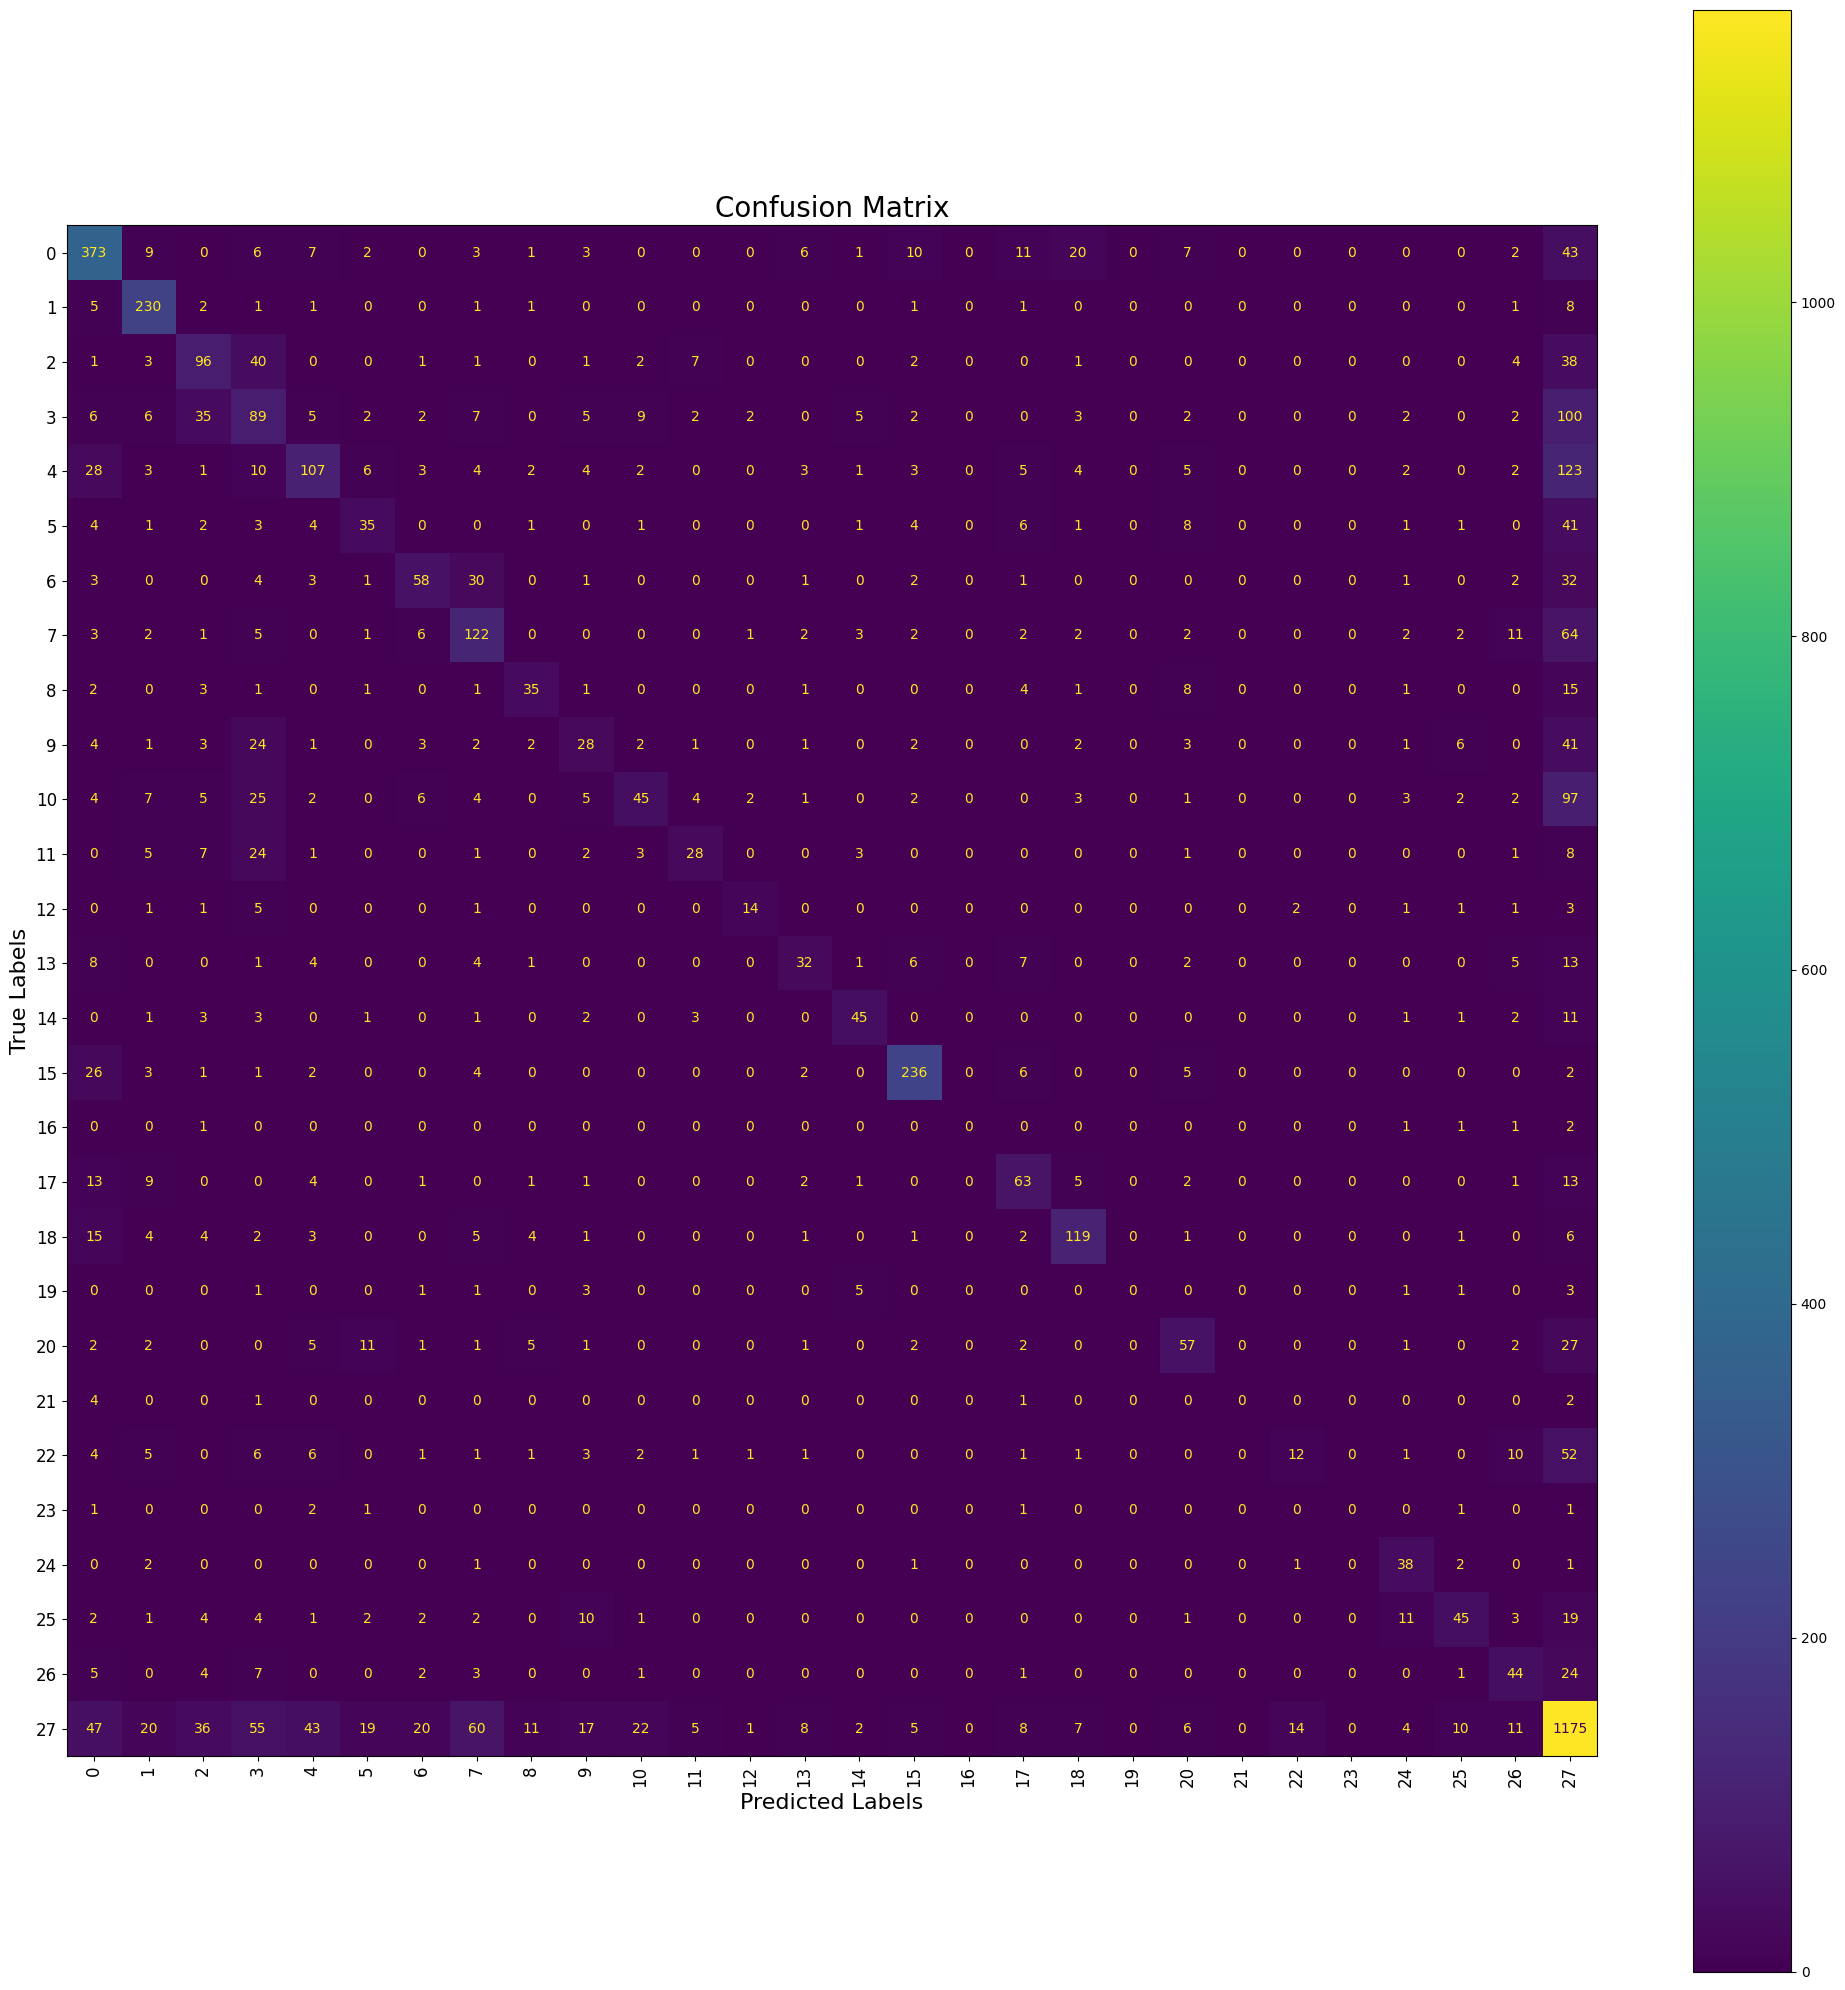 Confusion Matrix
0 373 9 0 6 7 2 0 3 1 3 0 0 0 6 1 10 0 11 20 0 7 0 0 0 0 0 2 43
1 5 230 2 1 1 0 0 1 1 0 0 0 0 0 0 1 0 1 0 0 0 0 0 0 0 0 1 8
2 1 3 96 40 0 0 1 1 0 1 2 7 0 0 0 2 0 0 1 0 0 0 0 0 0 0 4 38
3 6 6 35 89 5 2 2 7 0 5 9 2 2 0 5 2 0 0 3 0 2 0 0 0 2 0 2 100
4 28 3 1 10 107 6 3 4 2 4 2 0 0 3 1 3 0 5 4 0 5 0 0 0 2 0 2 123
5 4 1 2 3 4 35 0 0 1 0 1 0 0 0 1 4 0 6 1 0 8 0 0 0 1 1 0 41
6 3 0 0 4 3 1 58 30 0 1 0 0 0 1 0 2 0 1 0 0 0 0 0 0 1 0 2 32
7 3 2 1 5 0 1 6 122 0 0 0 0 1 2 3 2 0 2 2 0 2 0 0 0 2 2 11 64
8 2 0 3 1 0 1 0 1 35 1 0 0 0 1 0 0 0 4 1 0 8 0 0 0 1 0 0 15
9 4 1 3 24 1 0 3 2 2 28 2 1 0 1 0 2 0 0 2 0 3 0 0 0 1 6 0 41
10 4 7 5 25 2 0 6 4 0 5 45 4 2 1 0 2 0 0 3 0 1 0 0 0 3 2 2 97
11 0 5 7 24 1 0 0 1 0 2 3 28 0 0 3 0 0 0 0 0 1 0 0 0 0 0 1 8
12 0 1 1 5 0 0 0 1 0 0 0 0 14 0 0 0 0 0 0 0 0 0 2 0 1 1 1 3
13 8 0 0 1 4 0 0 4 1 0 0 0 0 32 1 6 0 7 0 0 2 0 0 0 0 0 5 13
14 0 1 3 3 0 1 0 1 0 2 0 3 0 0 45 0 0 0 0 0 0 0 0 0 1 1 2 11
15 26 3 1 1 2 0 0 4 0 0 0 0 0 2 0 236 0 6 0 0 5 0 0 0 0 0 0 2
16 0 0 1 0 0 0 0 0 0 0 0 0 0 0 0 0 0 0 0 0 0 0 0 0 1 1 1 2
17 13 9 0 0 4 0 1 0 1 1 0 0 0 2 1 0 0 63 5 0 2 0 0 0 0 0 1 13
18 15 4 4 2 3 0 0 5 4 1 0 0 0 1 0 1 0 2 119 0 1 0 0 0 0 1 0 6
19 0 0 0 1 0 0 1 1 0 3 0 0 0 0 5 0 0 0 0 0 0 0 0 0 1 1 0 3
20 2 2 0 0 5 11 1 1 5 1 0 0 0 1 0 2 0 2 0 0 57 0 0 0 1 0 2 27
21 4 0 0 1 0 0 0 0 0 0 0 0 0 0 0 0 0 1 0 0 0 0 0 0 0 0 0 2
22 4 5 0 6 6 0 1 1 1 3 2 1 1 1 0 0 0 1 1 0 0 0 12 0 1 0 10 52
23 1 0 0 0 2 1 0 0 0 0 0 0 0 0 0 0 0 1 0 0 0 0 0 0 0 1 0 1
24 0 2 0 0 0 0 0 1 0 0 0 0 0 0 0 1 0 0 0 0 0 0 1 0 38 2 0 1
25 2 1 4 4 1 2 2 2 0 10 1 0 0 0 0 0 0 0 0 0 1 0 0 0 11 45 3 19
26 5 0 4 7 0 0 2 3 0 0 1 0 0 0 0 0 0 1 0 0 0 0 0 0 0 1 44 24
27 47 20 36 55 43 19 20 60 11 17 22 5 1 8 2 5 0 8 7 0 6 0 14 0 4 10 11 1175
0 1 2 3 4 5 6 7 8 9 10 11 12 13 14 15 16 17 18 19 20 21 22 23 24 25 26 27
Predicted Labels
True Labels
1000
800
600
400
200
0